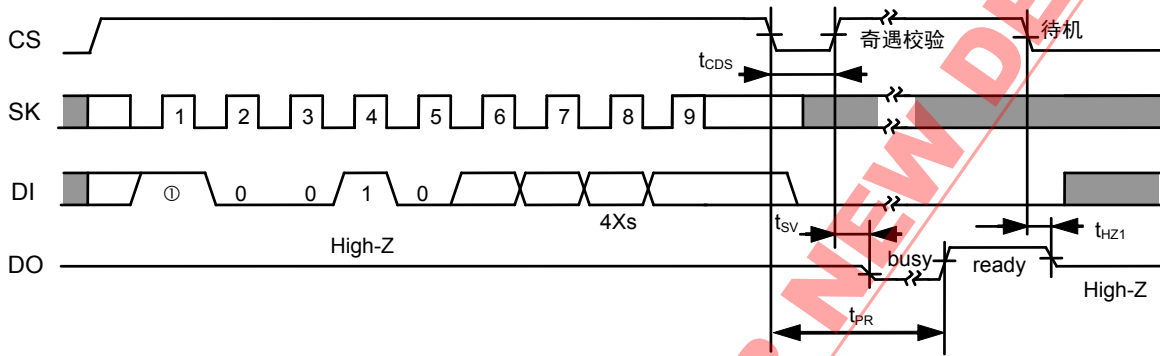 CS
奇遇校验
待机
tCDS
SK
1 2 3 4 5 6 7 8 9
DI
① 0 0 1 0
4Xs
tSV
tHZ1
High-Z
DO
busy
ready
High-Z
tPR
NEW DE